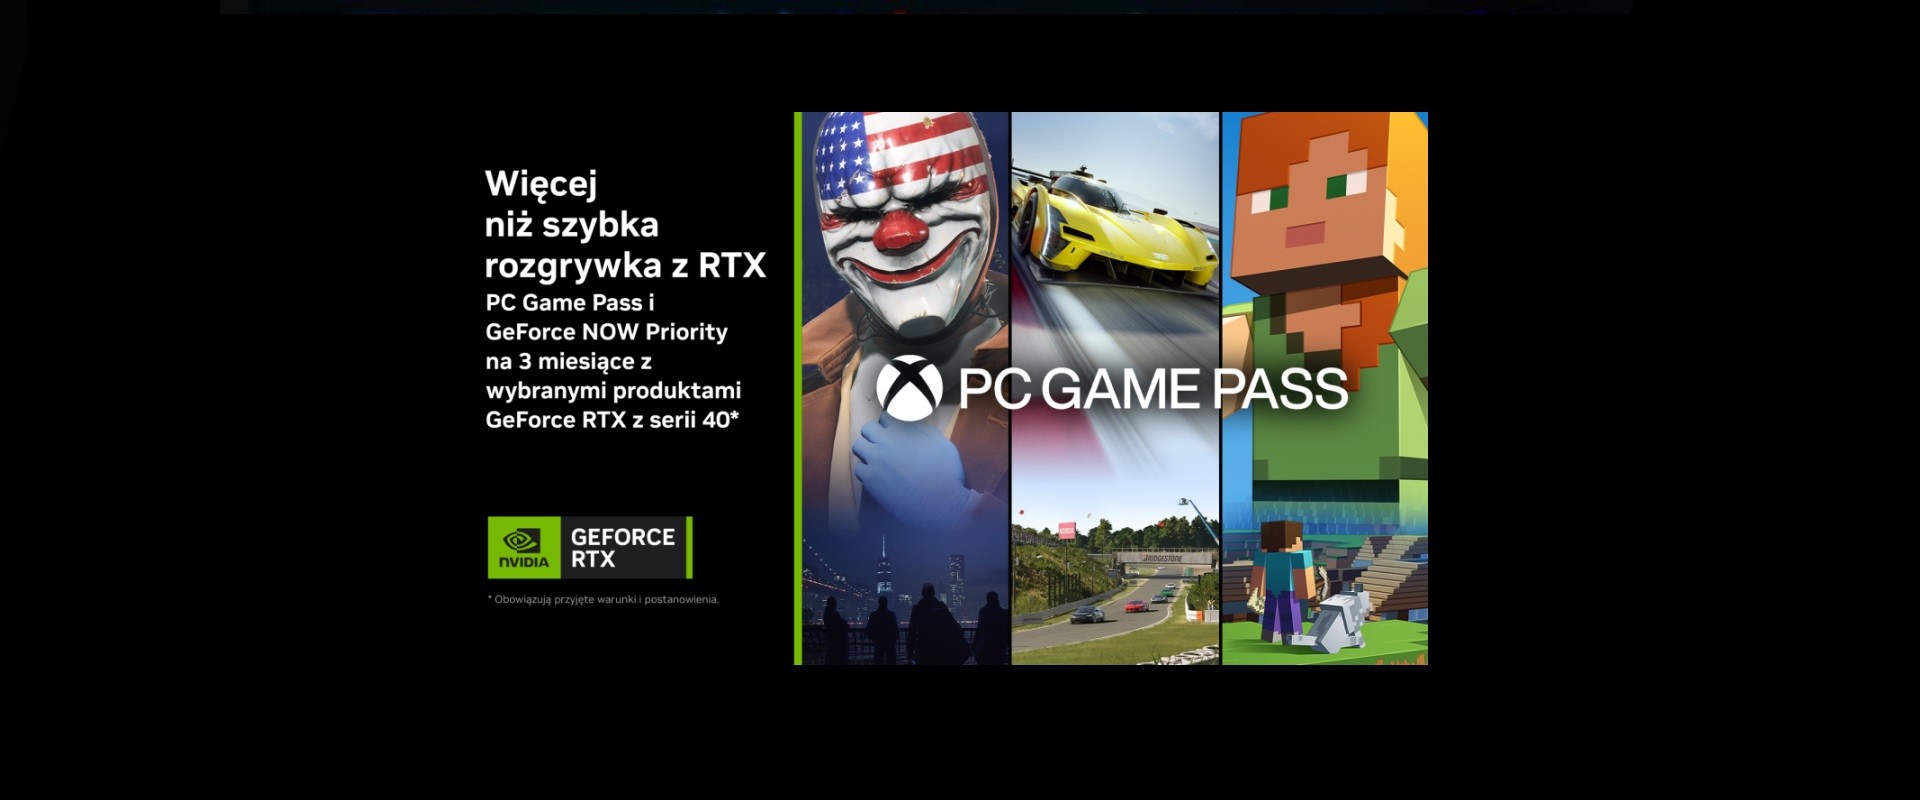 Więcej
niż szybka
rozgrywka z RTX
PC Game Pass i
GeForce NOW Priority
na 3 miesiące z
wybranymi produktami
GeForce RTX z serii 40*
NVIDIA
GEFORCE
RTX
* Obowiązują przyjęte warunki i postanowienia.
PC GAME PASS
BRIDGESTONE